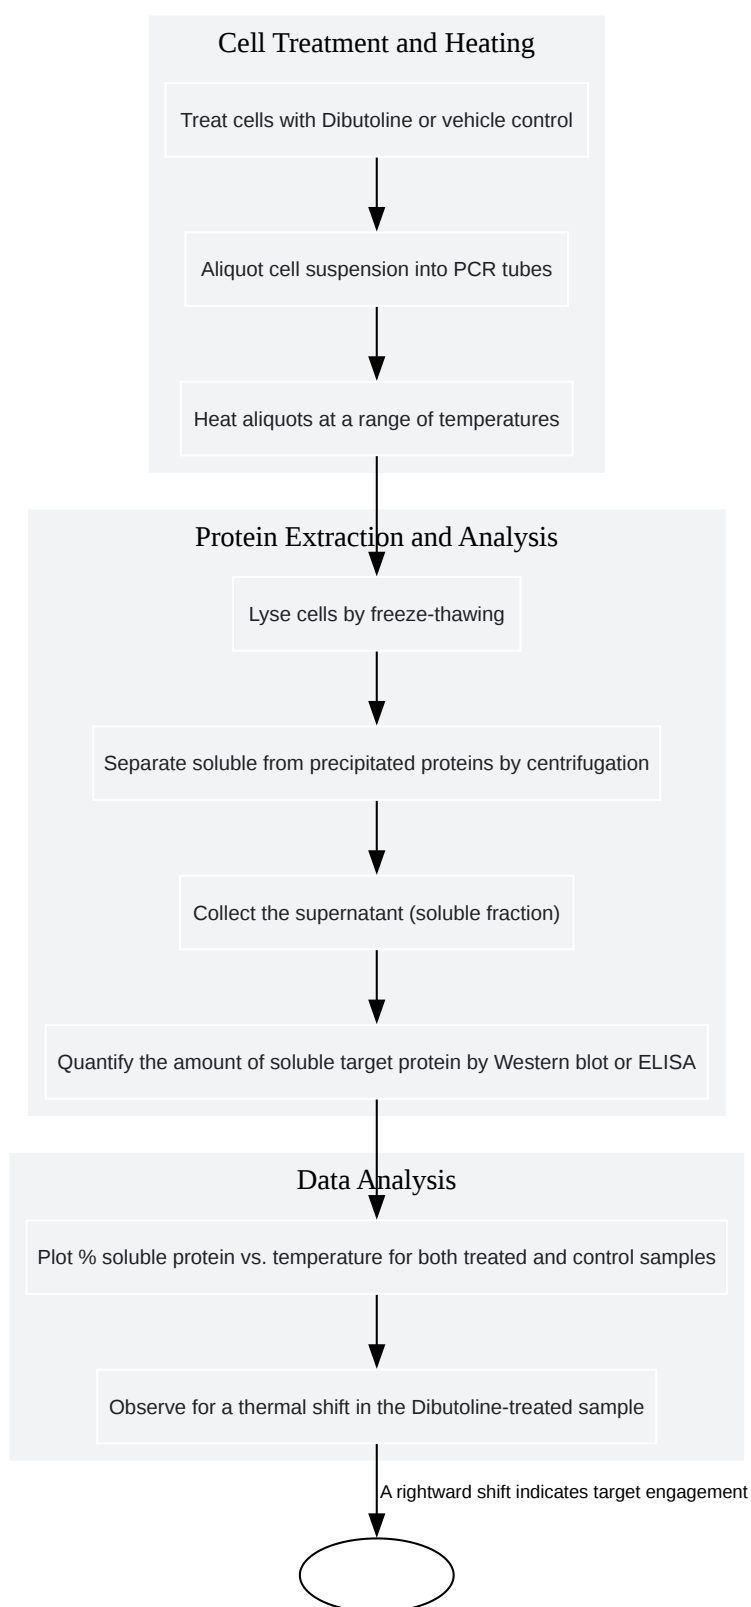 Cell Treatment and Heating
Treat cells with Dibutoline or vehicle control
Aliquot cell suspension into PCR tubes
Heat aliquots at a range of temperatures
Protein Extraction and Analysis
Lyse cells by freeze-thawing
Separate soluble from precipitated proteins by centrifugation
Collect the supernatant (soluble fraction)
Quantify the amount of soluble target protein by Western blot or ELISA
Data Analysis
Plot % soluble protein vs. temperature for both treated and control samples
Observe for a thermal shift in the Dibutoline-treated sample
A rightward shift indicates target engagement